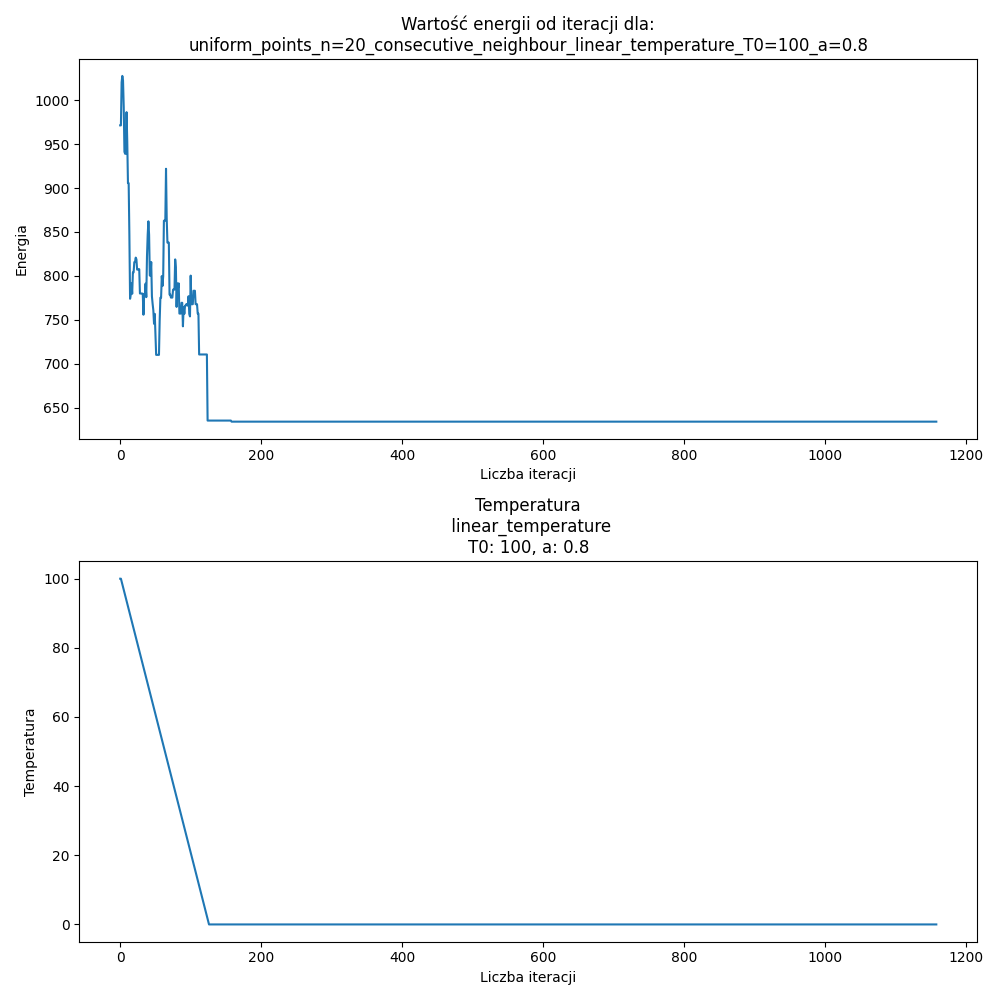 Wartość energii od iteracji dla:
uniform_points_n=20_consecutive_neighbour_linear_temperature_T0=100_a=0.8
1000
950
900
850
800
750
700
650
Energia
0 200 400 600 800 1000 1200
Liczba iteracji
Temperatura
linear_temperature
T0: 100, a: 0.8
100
80
60
40
20
0
Temperatura
0 200 400 600 800 1000 1200
Liczba iteracji